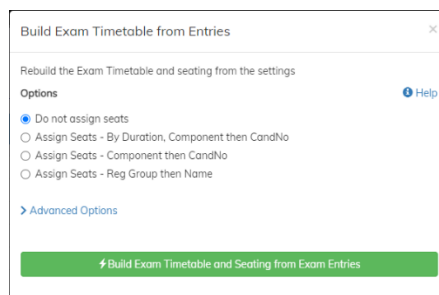 Build Exam Timetable from Entries
×
Rebuild the Exam Timetable and seating from the settings
Options
Help
Do not assign seats
Assign Seats - By Duration, Component then CandNo
Assign Seats - Component then CandNo
Assign Seats - Reg Group then Name
Advanced Options
Build Exam Timetable and Seating from Exam Entries